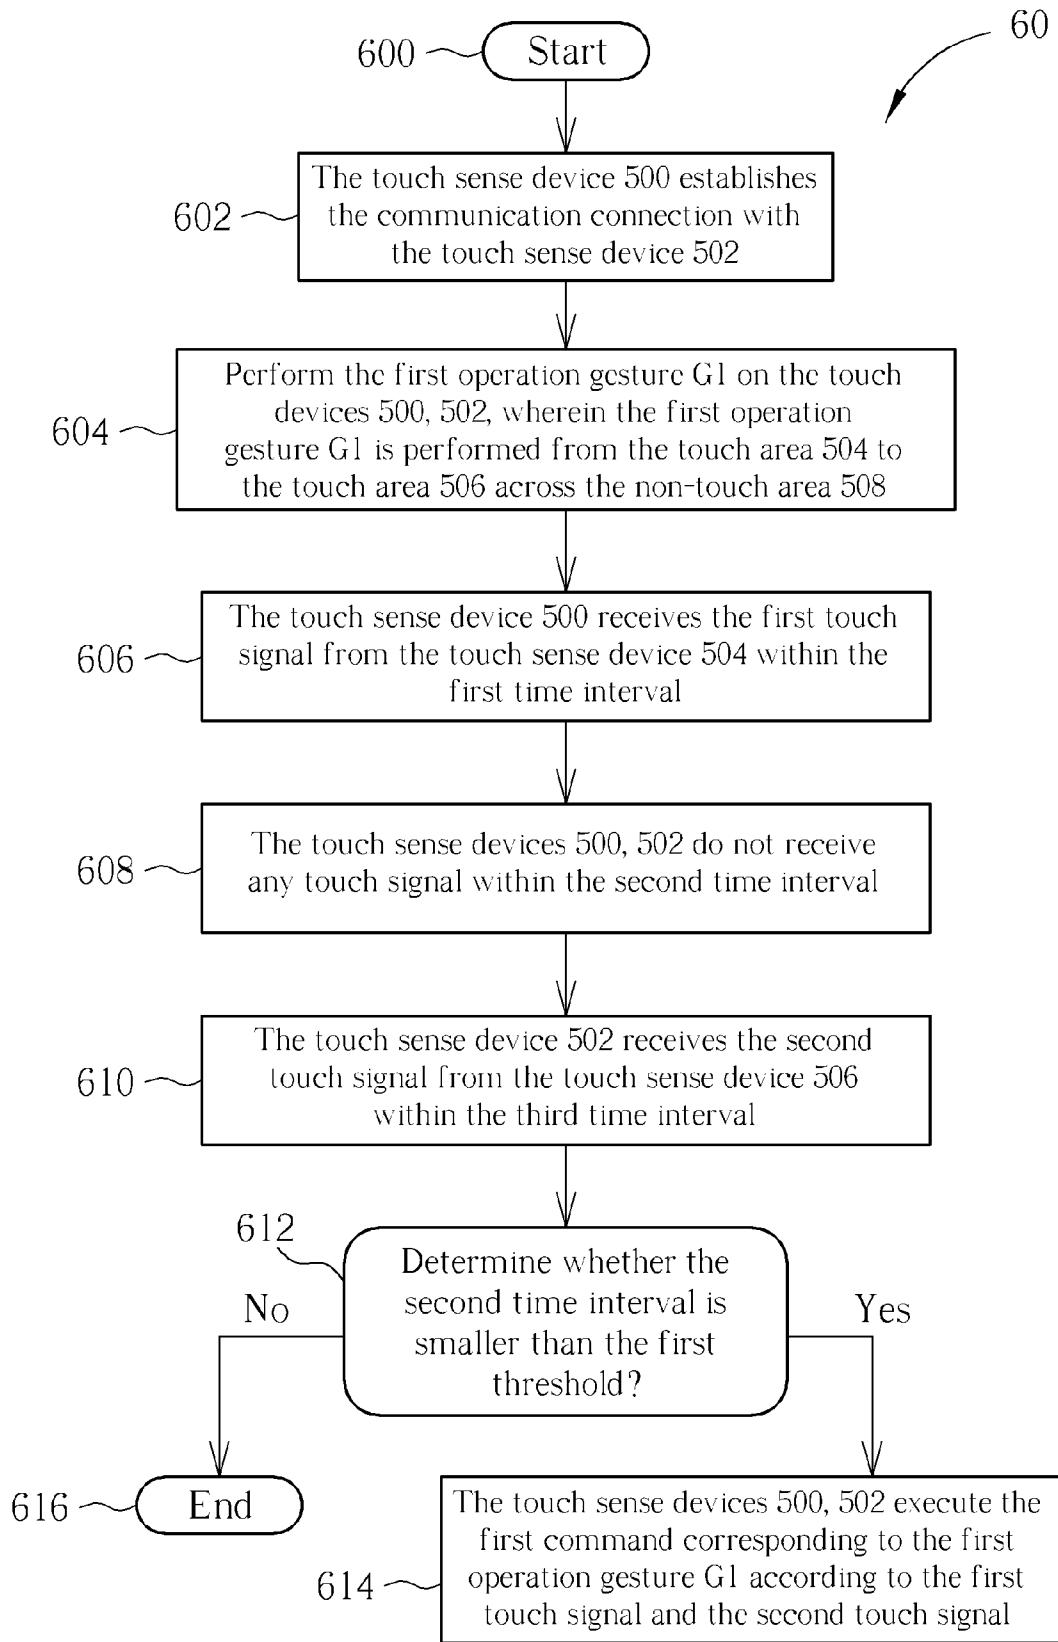 60
600
Start
602
The touch sense device 500 establishes
the communication connection with
the touch sense device 502
604
Perform the first operation gesture G1 on the touch
devices 500, 502, wherein the first operation
gesture G1 is performed from the touch area 504 to
the touch area 506 across the non-touch area 508
606
The touch sense device 500 receives the first touch
signal from the touch sense device 504 within the
first time interval
608
The touch sense devices 500, 502 do not receive
any touch signal within the second time interval
610
The touch sense device 502 receives the second
touch signal from the touch sense device 506
within the third time interval
612
Determine whether the
second time interval is
smaller than the first
threshold?
No
Yes
616
End
614
The touch sense devices 500, 502 execute the
first command corresponding to the first
operation gesture G1 according to the first
touch signal and the second touch signal